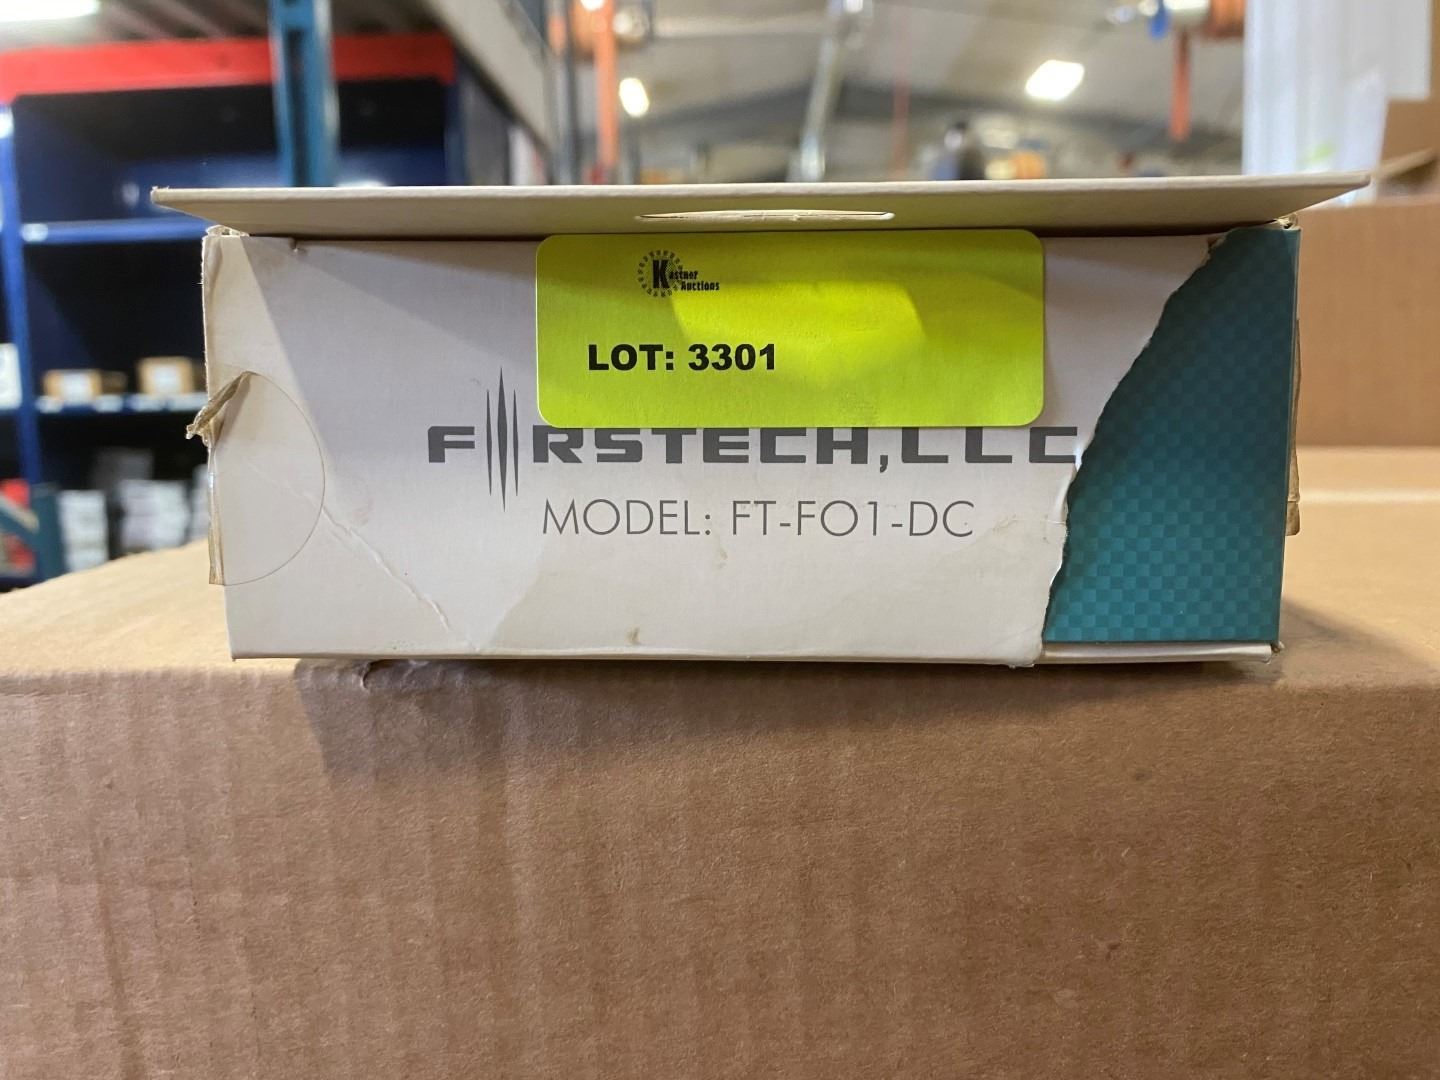 Kastner
Auctions
LOT: 3301
FIRSTECH,LLC
MODEL: FT-FO1-DC